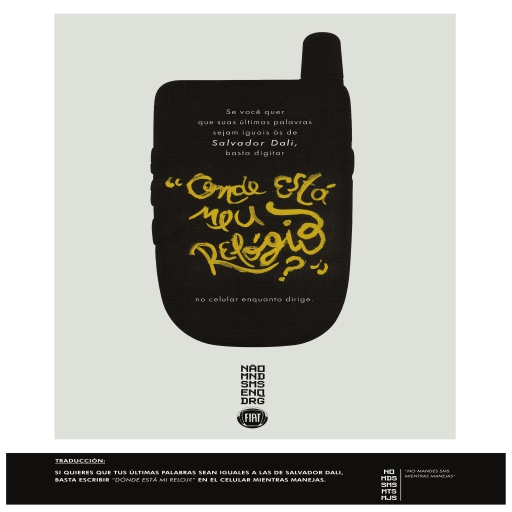 Se você quer
que suas últimas palavras
sejam iguais às de
Salvador Dali,
basta digitar
“Onde está
meu
Relógio
?”
no celular enquanto dirige.
NÃO
MND
SMS
ENQ
DRG
FIAT
TRADUCCIÓN:
SI QUIERES QUE TUS ÚLTIMAS PALABRAS SEAN IGUALES A LAS DE SALVADOR DALI,
BASTA ESCRIBIR “DÓNDE ESTÁ MI RELOJ?” EN EL CELULAR MIENTRAS MANEJAS.
NO
MDS
SMS
MTS
MJS
“NO MANDES SMS
MIENTRAS MANEJAS”